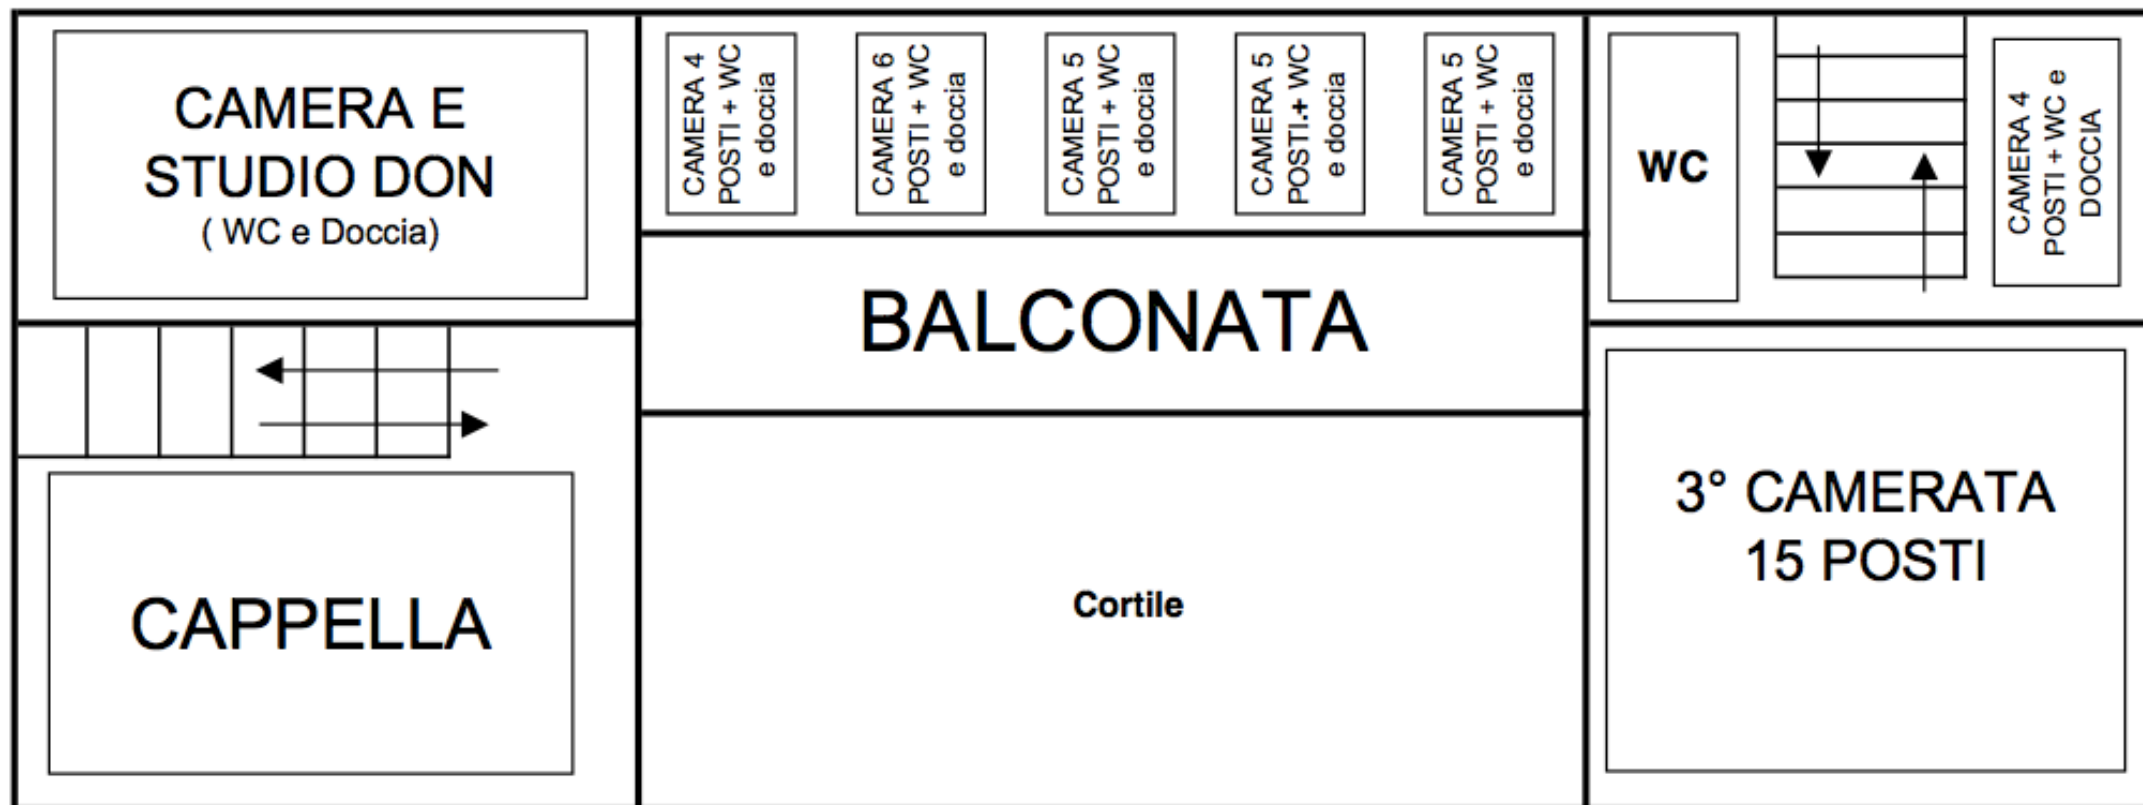 CAMERA E
STUDIO DON
( WC e Doccia)
CAMERA 4
POSTI + WC
e doccia
CAMERA 6
POSTI + WC
e doccia
CAMERA 5
POSTI + WC
e doccia
CAMERA 5
POSTI.+ WC
e doccia
CAMERA 5
POSTI + WC
e doccia
WC
CAMERA 4
POSTI + WC e
DOCCIA
BALCONATA
CAPPELLA
Cortile
3° CAMERATA
15 POSTI